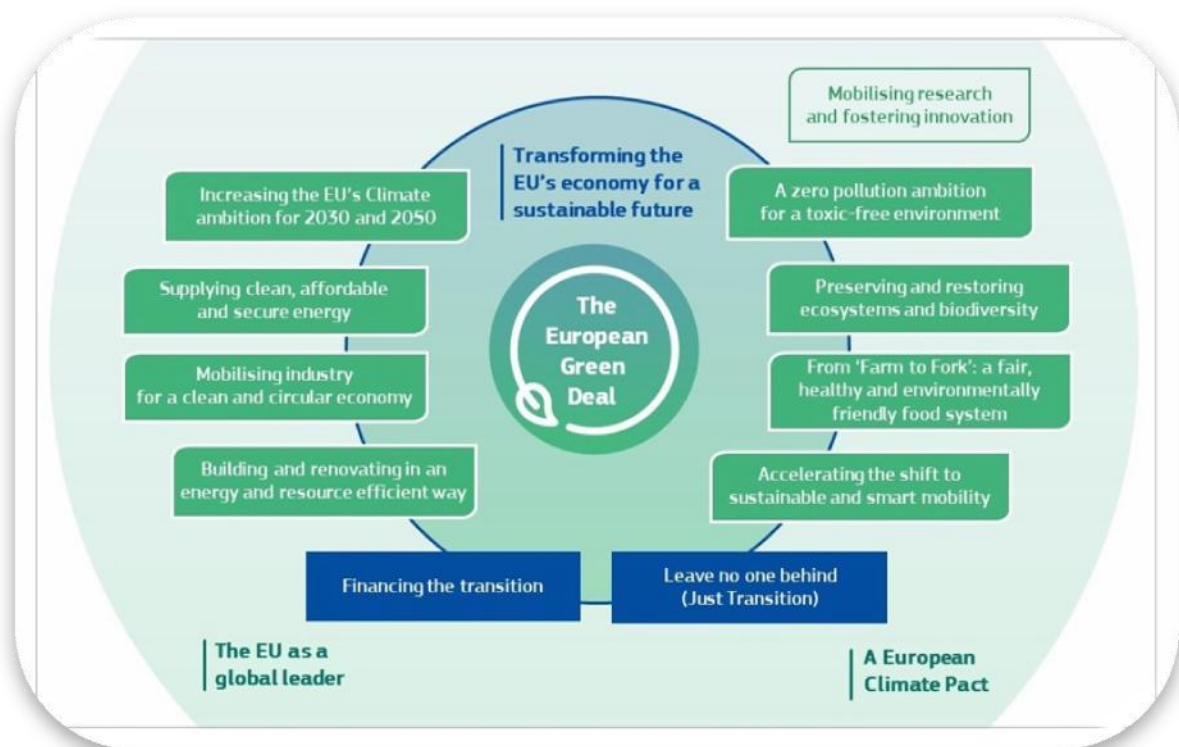 Mobilising research
and fostering innovation
Transforming the
EU's economy for a
sustainable future
Increasing the EU's Climate
ambition for 2030 and 2050
Supplying clean, affordable
and secure energy
Mobilising industry
for a clean and circular economy
Building and renovating in an
energy and resource efficient way
The
European
Green
Deal
A zero pollution ambition
for a toxic-free environment
Preserving and restoring
ecosystems and biodiversity
From 'Farm to Fork': a fair,
healthy and environmentally
friendly food system
Accelerating the shift to
sustainable and smart mobility
Financing the transition
Leave no one behind
(Just Transition)
The EU as a
global leader
A European
Climate Pact